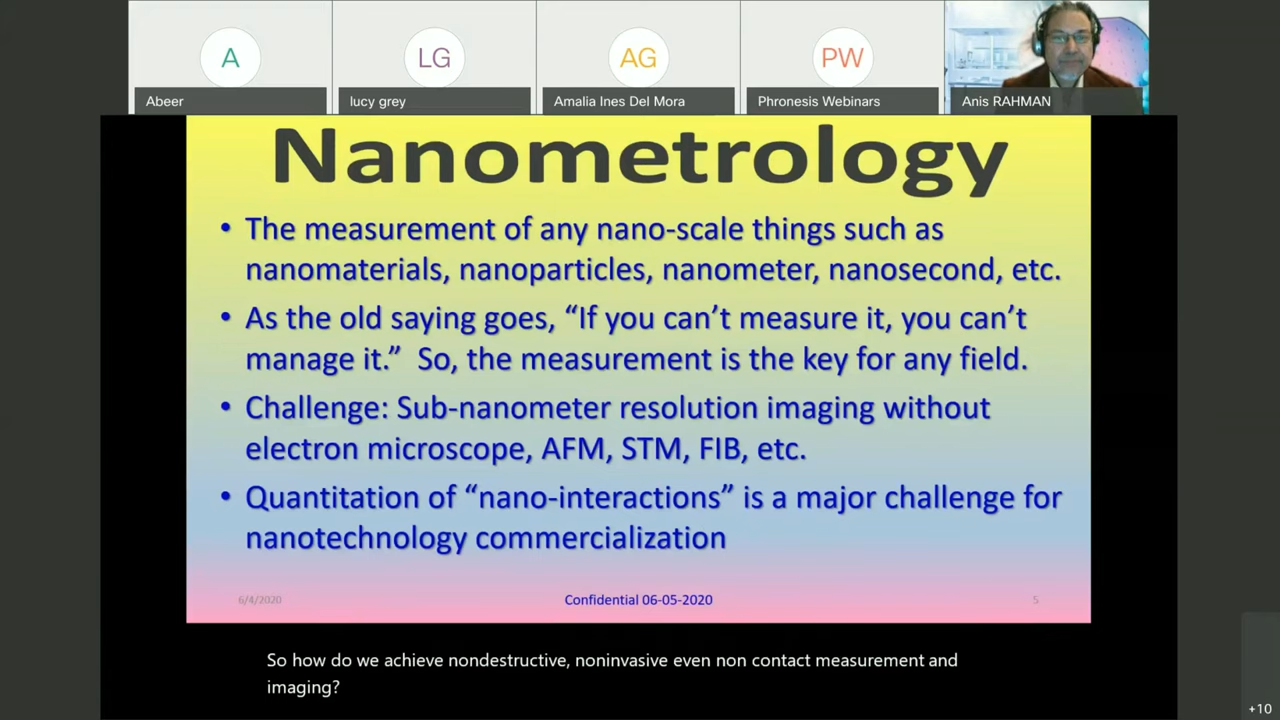 A
LG
AG
PW
Abeer
lucy grey
Amalia Ines Del Mora
Phronesis Webinars
Anis RAHMAN
Nanometrology
• The measurement of any nano-scale things such as
nanomaterials, nanoparticles, nanometer, nanosecond, etc.
• As the old saying goes, “If you can’t measure it, you can’t
manage it.”  So, the measurement is the key for any field.
• Challenge: Sub-nanometer resolution imaging without
electron microscope, AFM, STM, FIB, etc.
• Quantitation of “nano-interactions” is a major challenge for
nanotechnology commercialization
6/4/2020
Confidential 06-05-2020
5
So how do we achieve nondestructive, noninvasive even non contact measurement and
imaging?
+10